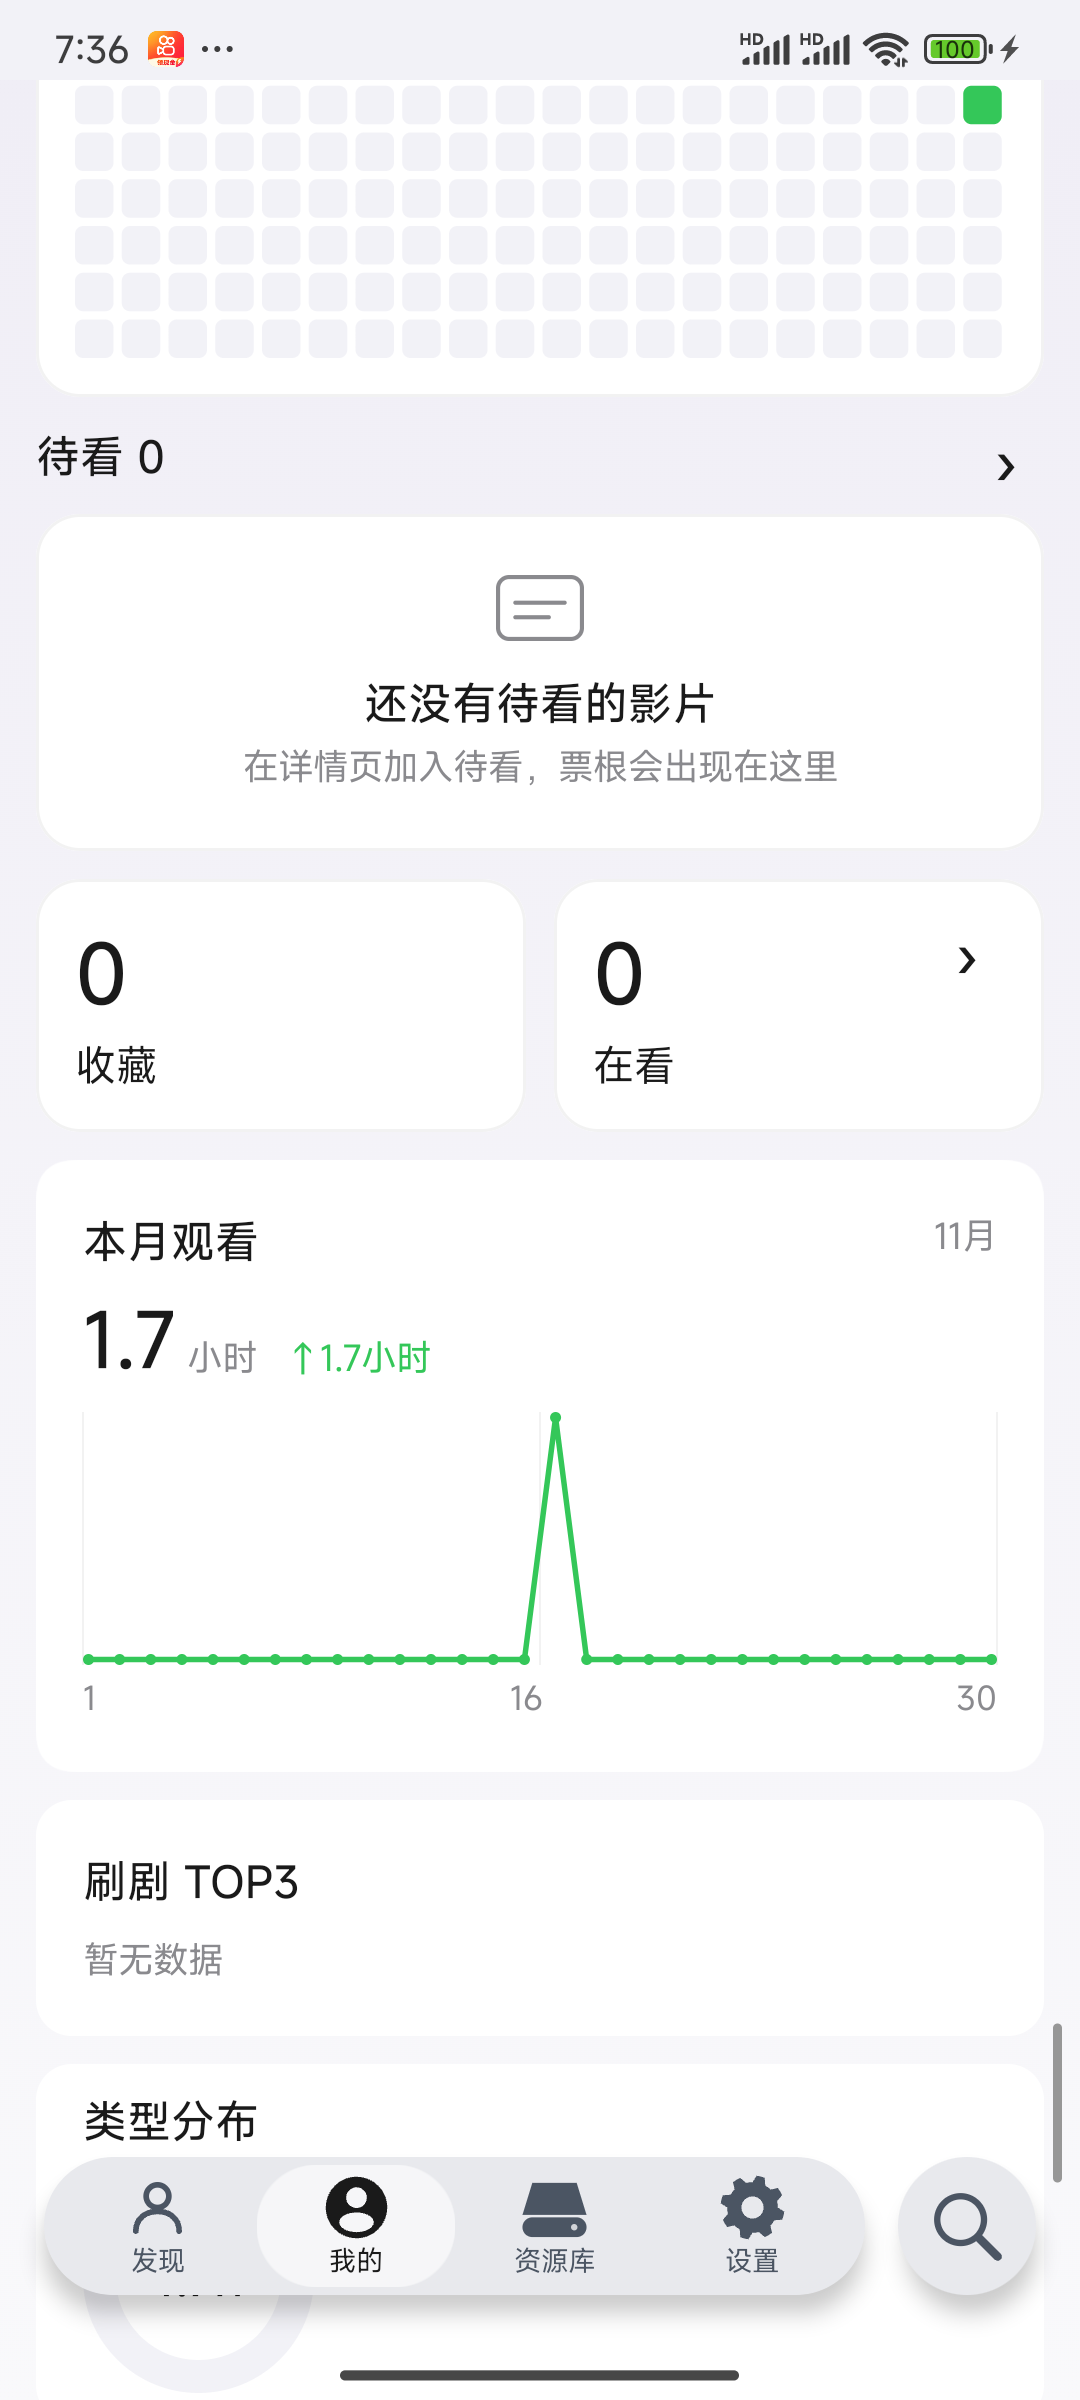 7:36
HD HD 100
待看 0
还没有待看的影片
在详情页加入待看，票根会出现在这里
0
收藏
0
在看
本月观看
11月
1.7 小时 ↑1.7小时
1 16 30
刷剧 TOP3
暂无数据
类型分布
发现 我的 资源库 设置